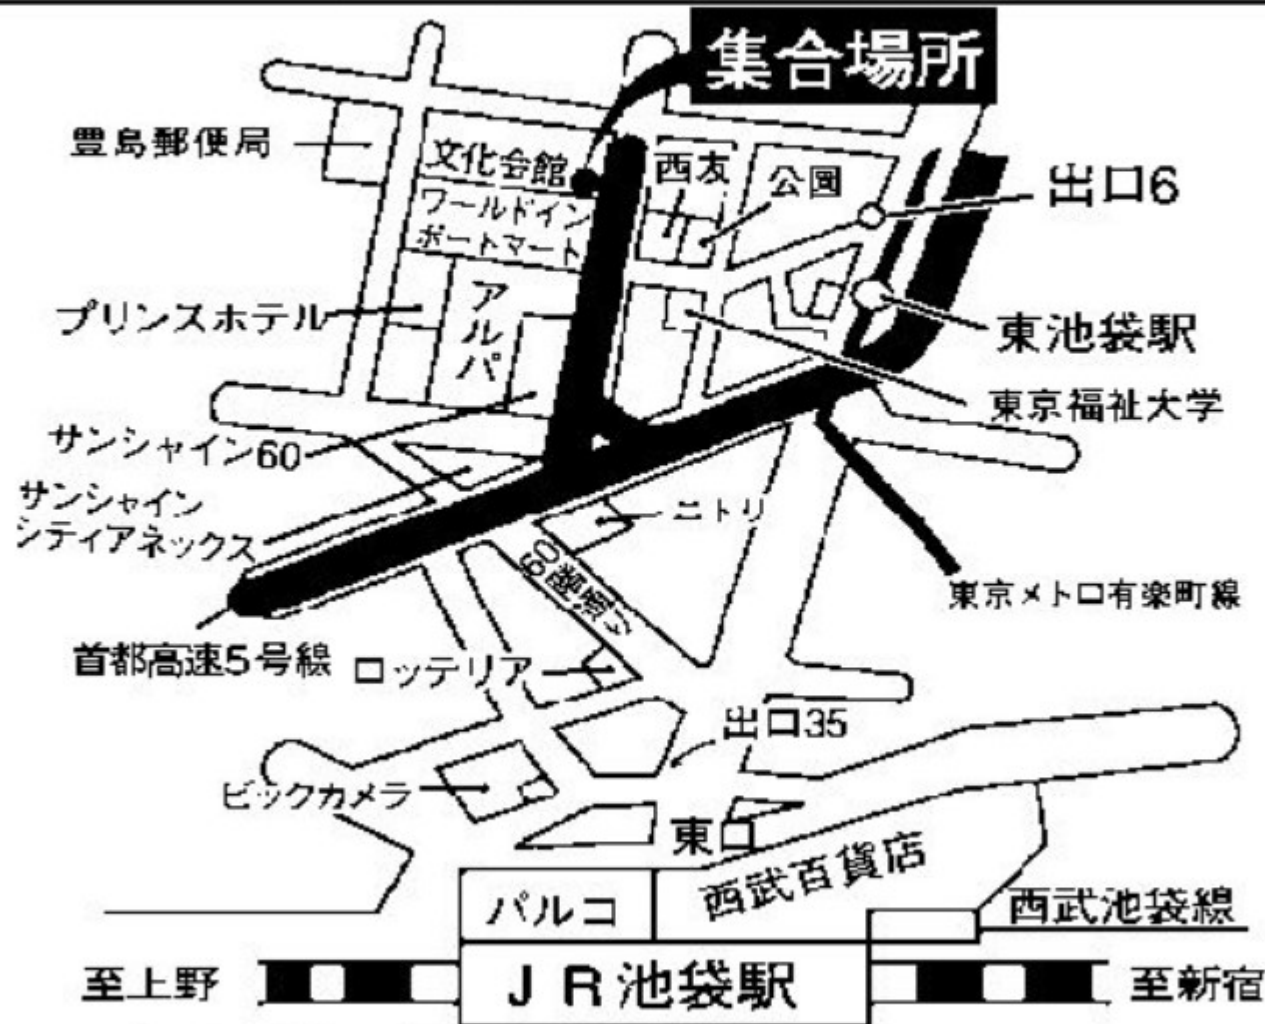 集合場所
豊島郵便局
文化会館
西友
公園
出口6
ワールドイン
ポートマート
アルパ
プリンスホテル
東池袋駅
東京福祉大学
サンシャイン60
サンシャイン
シティアネックス
ニトリ
60階通り
東京メトロ有楽町線
首都高速5号線
ロッテリア
出口35
ビックカメラ
東口
西武百貨店
パルコ
西武池袋線
至上野
JR池袋駅
至新宿